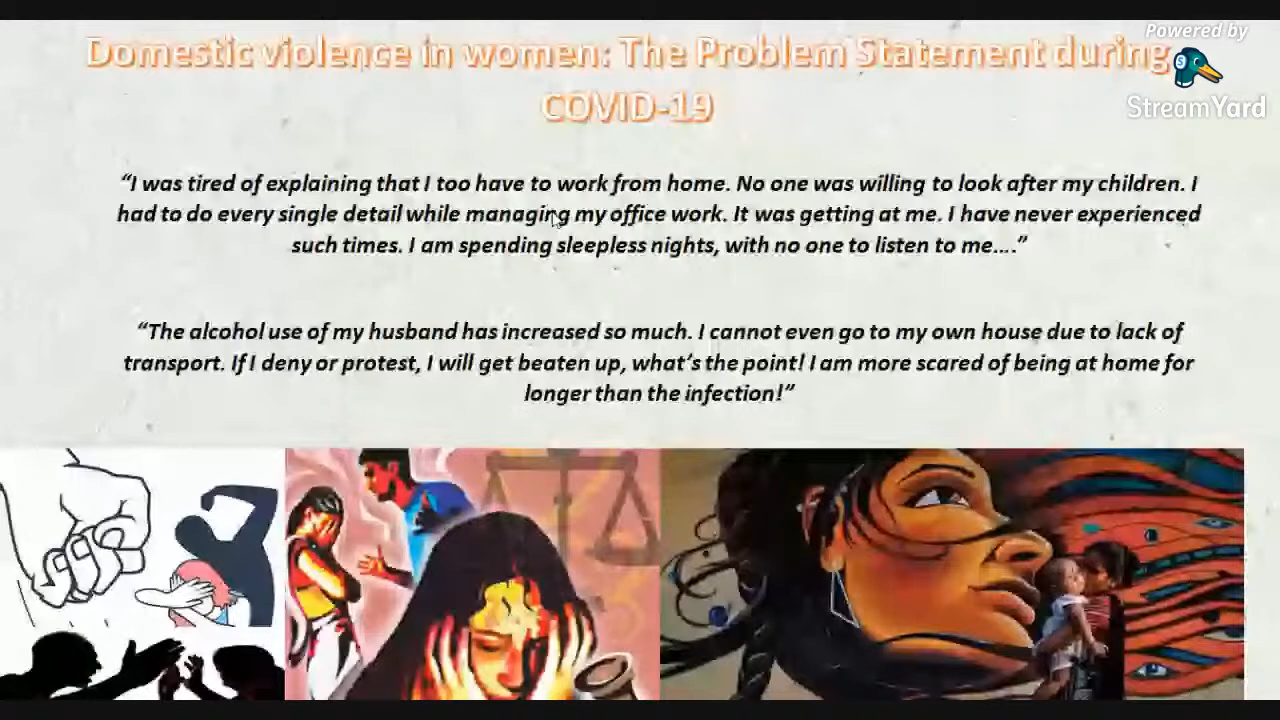 Powered by
StreamYard
Domestic violence in women: The Problem Statement during
COVID-19
“I was tired of explaining that I too have to work from home. No one was willing to look after my children. I
had to do every single detail while managing my office work. It was getting at me. I have never experienced
such times. I am spending sleepless nights, with no one to listen to me....”
“The alcohol use of my husband has increased so much. I cannot even go to my own house due to lack of
transport. If I deny or protest, I will get beaten up, what’s the point! I am more scared of being at home for
longer than the infection!”